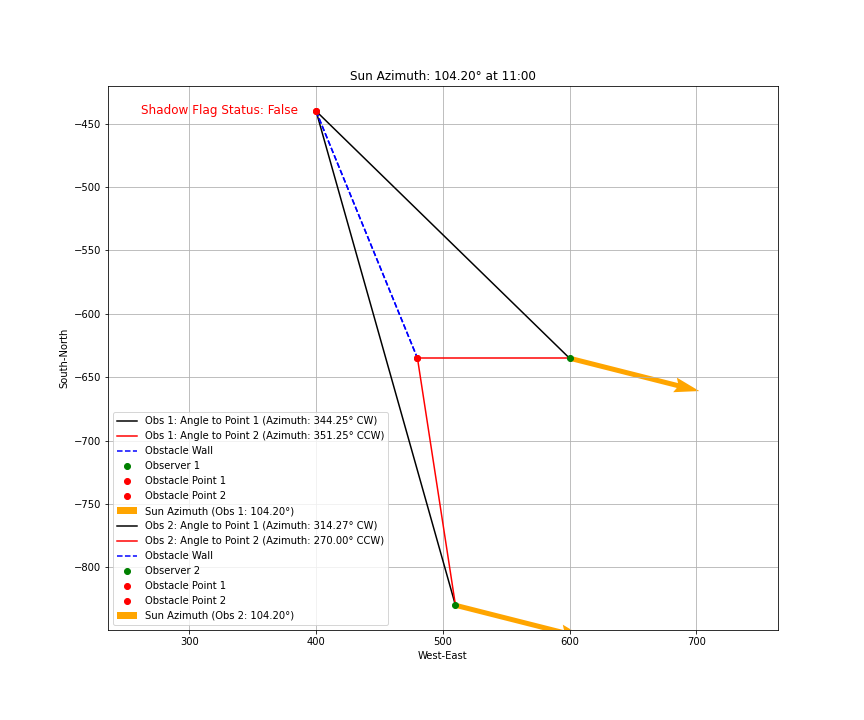 Sun Azimuth: 104.20° at 11:00
Shadow Flag Status: False
−450
−500
−550
−600
−650
−700
−750
−800
South-North
Obs 1: Angle to Point 1 (Azimuth: 344.25° CW)
Obs 1: Angle to Point 2 (Azimuth: 351.25° CCW)
Obstacle Wall
Observer 1
Obstacle Point 1
Obstacle Point 2
Sun Azimuth (Obs 1: 104.20°)
Obs 2: Angle to Point 1 (Azimuth: 314.27° CW)
Obs 2: Angle to Point 2 (Azimuth: 270.00° CCW)
Obstacle Wall
Observer 2
Obstacle Point 1
Obstacle Point 2
Sun Azimuth (Obs 2: 104.20°)
300 400 500 600 700
West-East